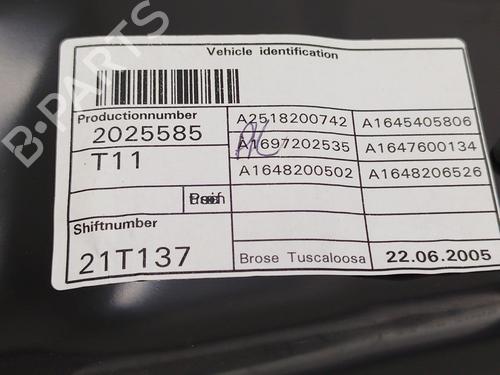 Vehicle identification
Productionnumber
2025585
T11
A2518200742 A1645405806
A1697202535 A1647600134
A1648200502 A1648206526
Shiftnumber
21T137
Brose Tuscaloosa 22.06.2005
B-PARTS